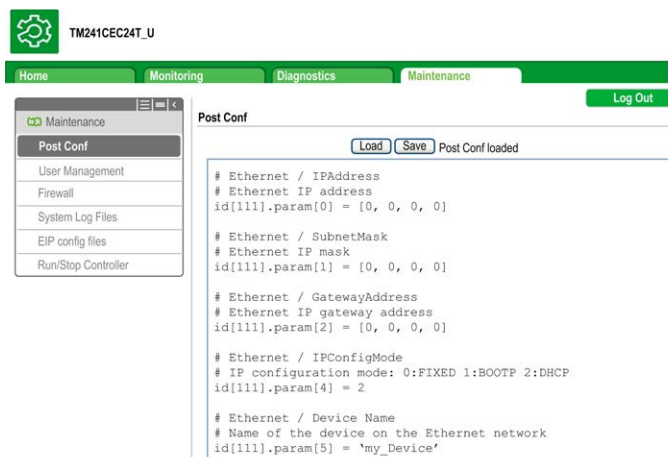 TM241CEC24T_U
Home Monitoring Diagnostics Maintenance
Log Out
Maintenance
Post Conf
User Management
Firewall
System Log Files
EIP config files
Run/Stop Controller
Post Conf
Load Save Post Conf loaded
# Ethernet / IPAddress
# Ethernet IP address
id[111].param[0] = [0, 0, 0, 0]
# Ethernet / SubnetMask
# Ethernet IP mask
id[111].param[1] = [0, 0, 0, 0]
# Ethernet / GatewayAddress
# Ethernet IP gateway address
id[111].param[2] = [0, 0, 0, 0]
# Ethernet / IPConfigMode
# IP configuration mode: 0:FIXED 1:BOOTP 2:DHCP
id[111].param[4] = 2
# Ethernet / Device Name
# Name of the device on the Ethernet network
id[111].param[5] = ‘my_Device’